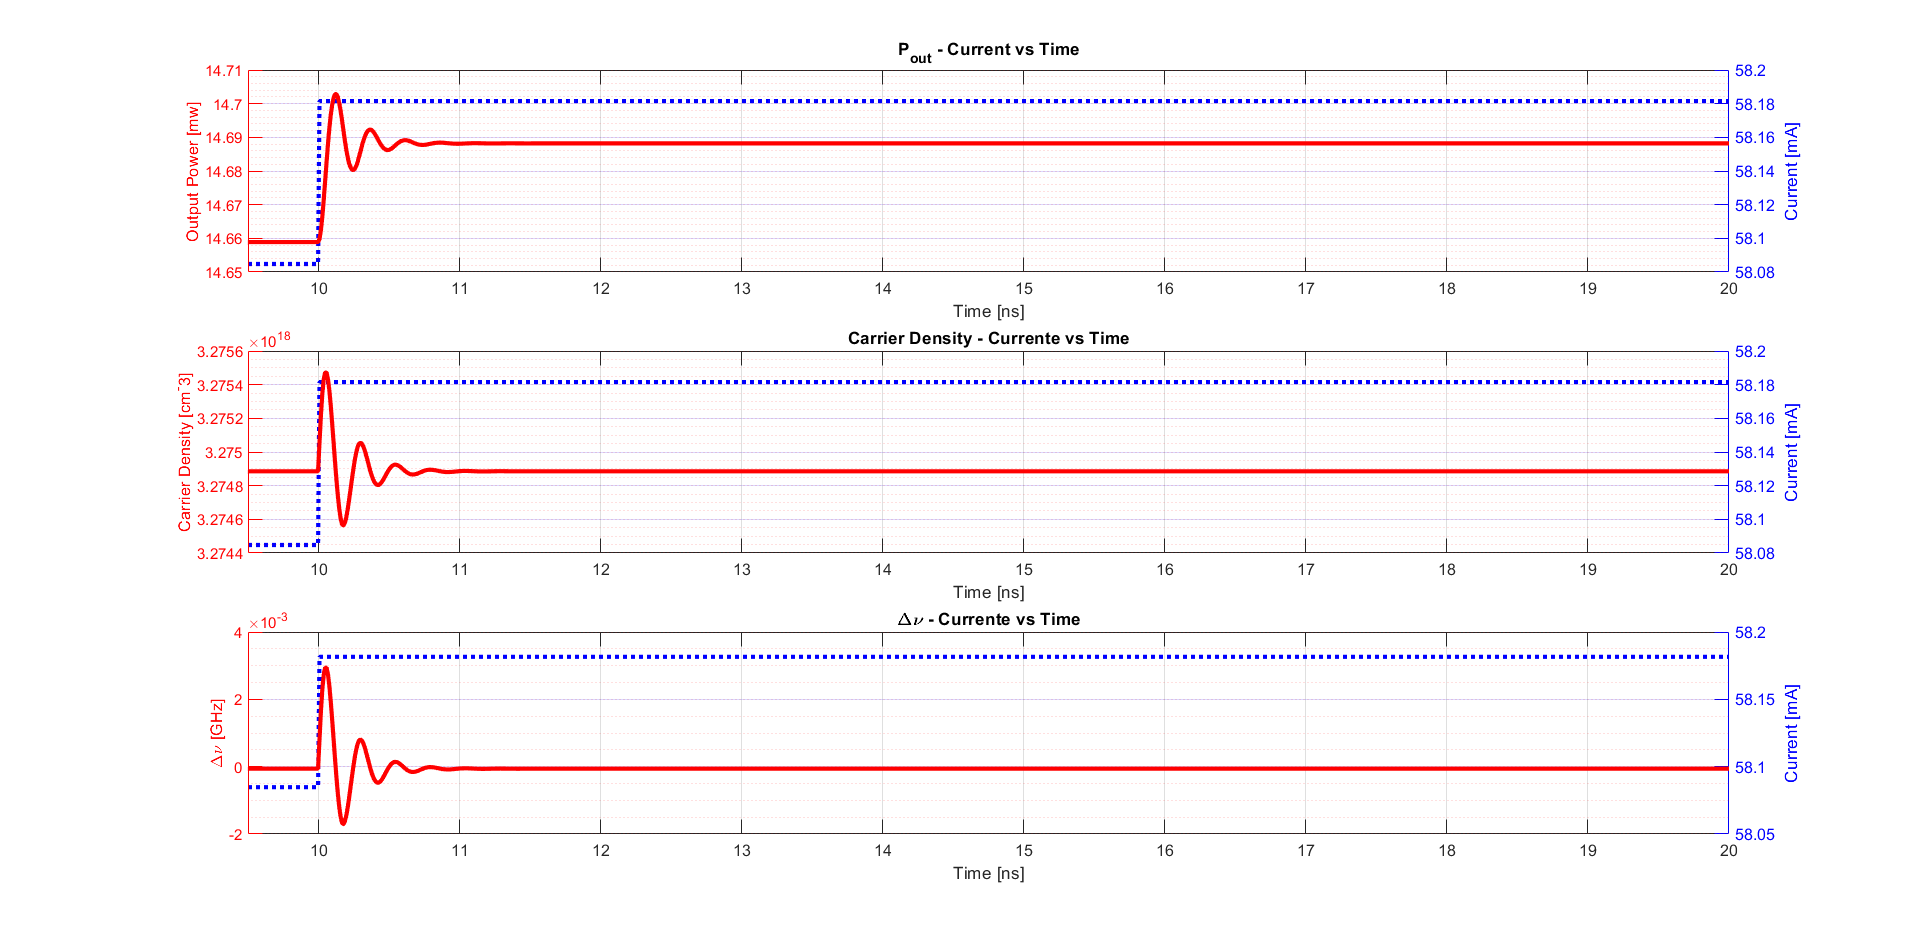 P_out - Current vs Time
14.71
14.7
14.69
14.68
14.67
14.66
14.65
Output Power [mw]
58.2
58.18
58.16
58.14
58.12
58.1
58.08
Current [mA]
10 11 12 13 14 15 16 17 18 19 20
Time [ns]
Carrier Density - Currente vs Time
×10^18
3.2756
3.2754
3.2752
3.275
3.2748
3.2746
3.2744
Carrier Density [cm^-3]
58.2
58.18
58.16
58.14
58.12
58.1
58.08
Current [mA]
10 11 12 13 14 15 16 17 18 19 20
Time [ns]
Δν - Currente vs Time
×10^-3
4
2
0
-2
Δν [GHz]
58.2
58.15
58.1
58.05
Current [mA]
10 11 12 13 14 15 16 17 18 19 20
Time [ns]